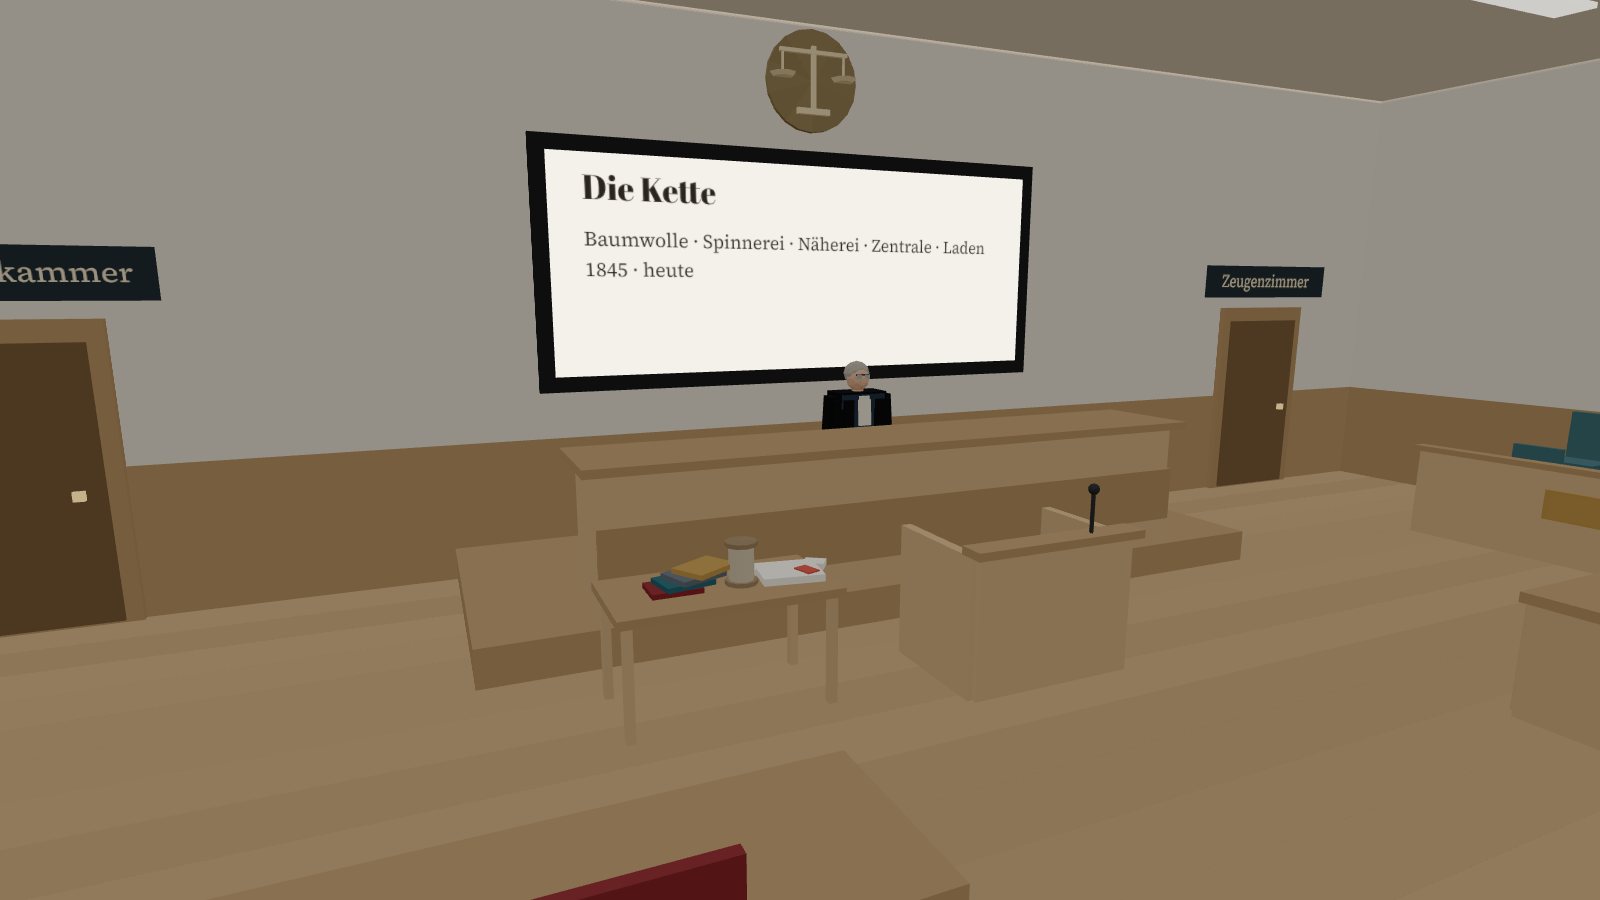 Die Kette
Baumwolle · Spinnerei · Näherei · Zentrale · Laden
1845 · heute
kammer
Zeugenzimmer